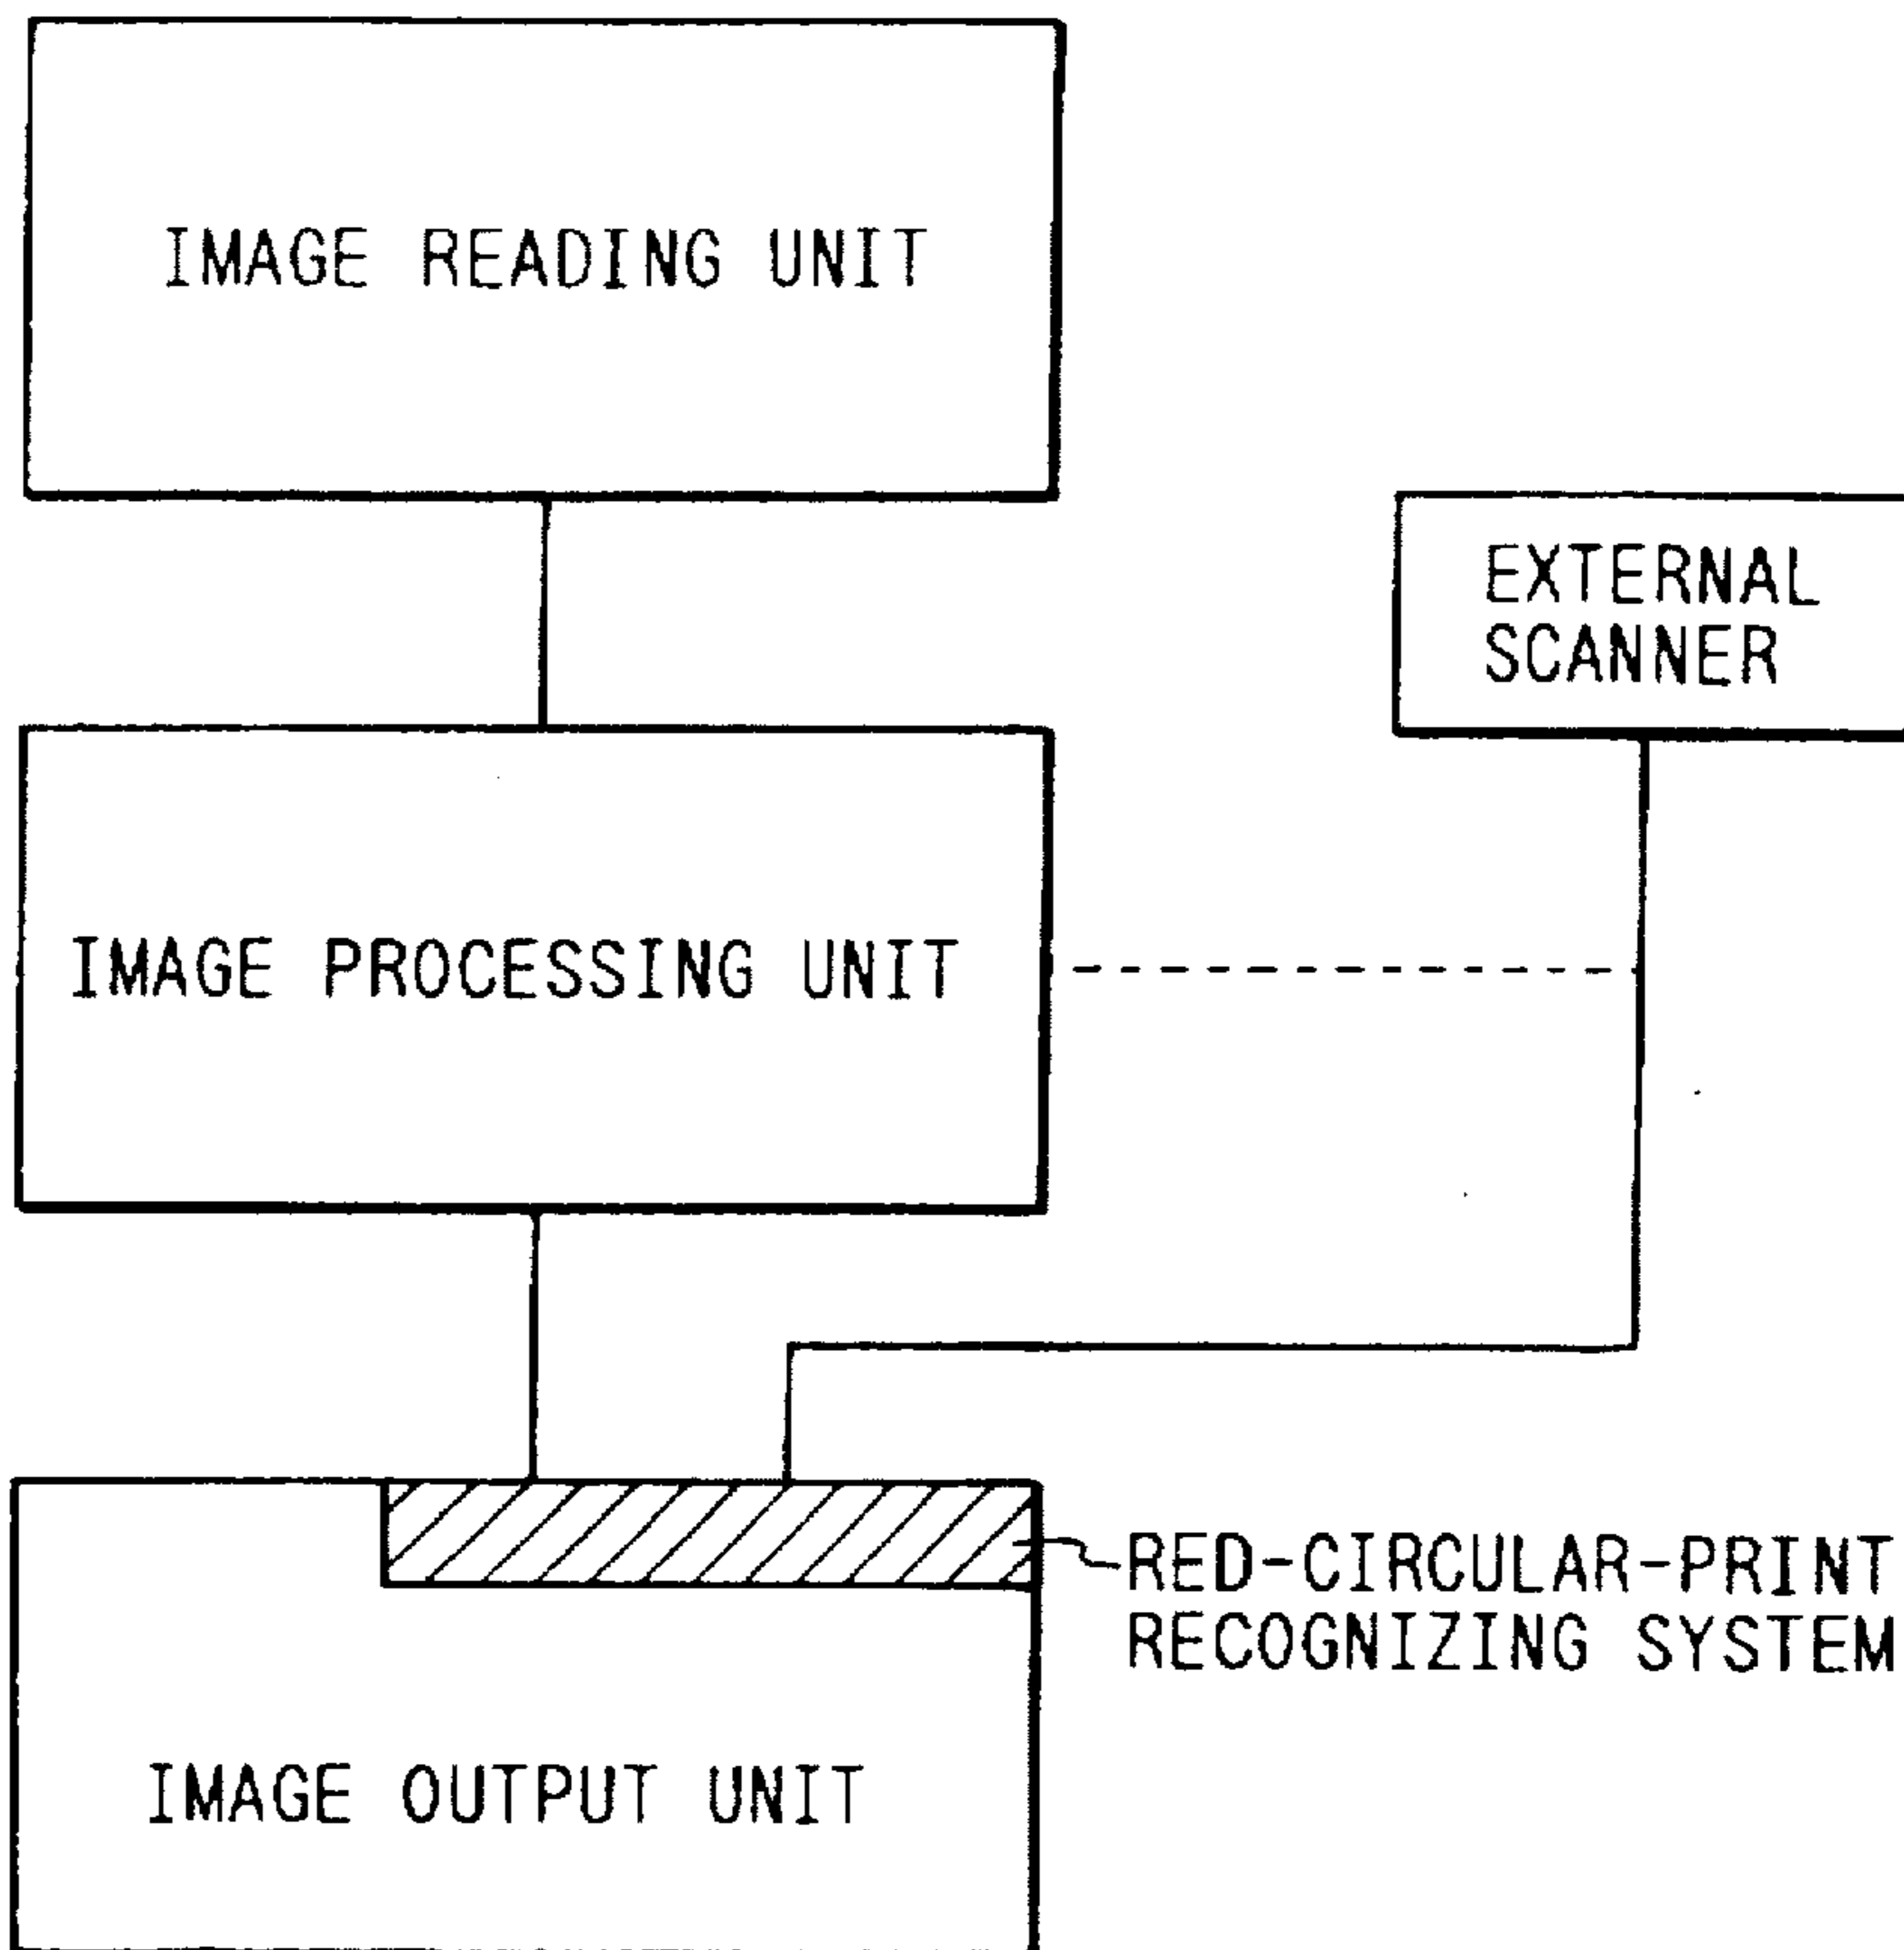 IMAGE READING UNIT
EXTERNAL
SCANNER
IMAGE PROCESSING UNIT
RED-CIRCULAR-PRINT
RECOGNIZING SYSTEM
IMAGE OUTPUT UNIT